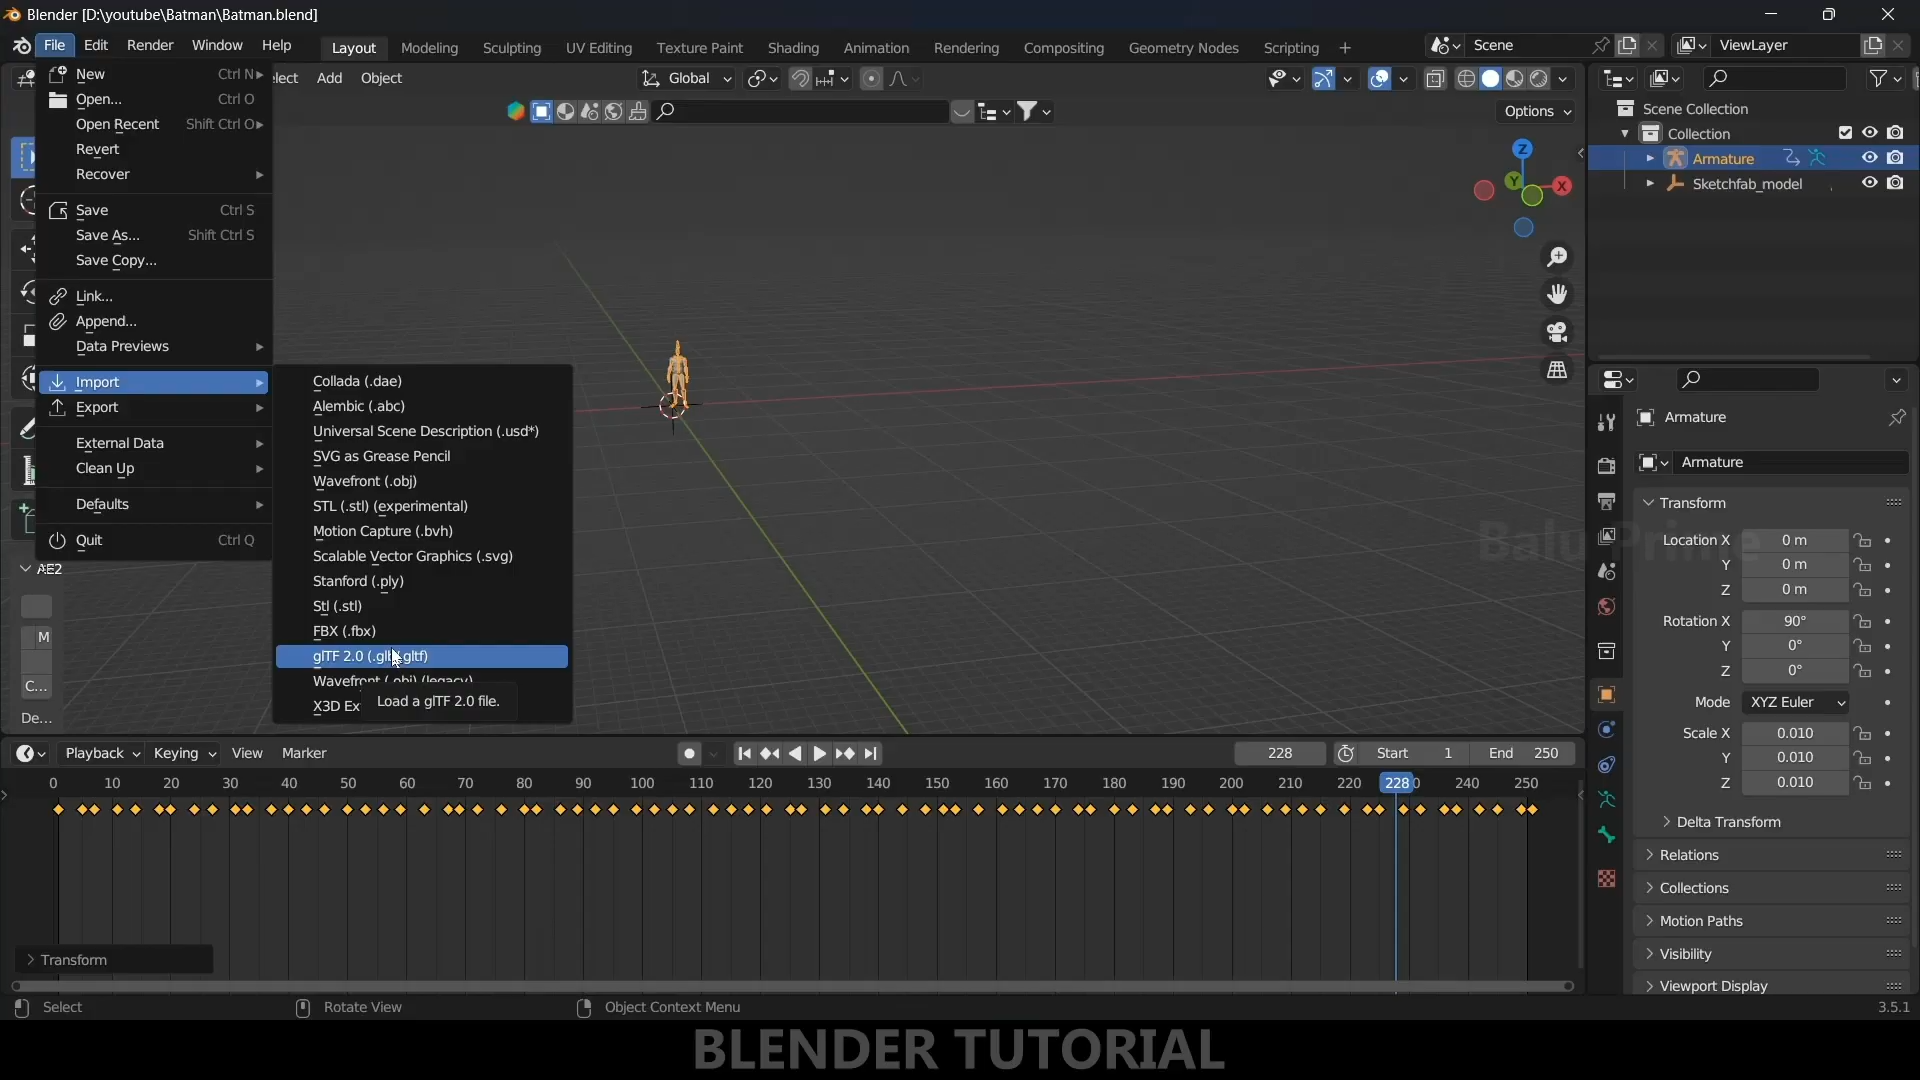 Blender [D:\youtube\Batman\Batman.blend]
File Edit Render Window Help
Layout Modeling Sculpting UV Editing Texture Paint Shading Animation Rendering Compositing Geometry Nodes Scripting +
Scene
ViewLayer
lect Add Object
Global
Options
New Ctrl N
Open... Ctrl O
Open Recent Shift Ctrl O
Revert
Recover
Save Ctrl S
Save As... Shift Ctrl S
Save Copy...
Link...
Append...
Data Previews
Import
Export
External Data
Clean Up
Defaults
Quit Ctrl Q
Collada (.dae)
Alembic (.abc)
Universal Scene Description (.usd*)
SVG as Grease Pencil
Wavefront (.obj)
STL (.stl) (experimental)
Motion Capture (.bvh)
Scalable Vector Graphics (.svg)
Stanford (.ply)
Stl (.stl)
FBX (.fbx)
glTF 2.0 (.glb/.gltf)
Wavefront (.obj) (legacy)
X3D Ex
Load a glTF 2.0 file.
AE2
M
C...
De...
Z
Y
X
Scene Collection
Collection
Armature
Sketchfab_model
Armature
Armature
Transform
Location X 0 m
Y 0 m
Z 0 m
Rotation X 90°
Y 0°
Z 0°
Mode XYZ Euler
Scale X 0.010
Y 0.010
Z 0.010
Delta Transform
Relations
Collections
Motion Paths
Visibility
Viewport Display
Balu Prime
Playback Keying View Marker
228 Start 1 End 250
0 10 20 30 40 50 60 70 80 90 100 110 120 130 140 150 160 170 180 190 200 210 220 228 0 240 250
Transform
Select Rotate View Object Context Menu 3.5.1
BLENDER TUTORIAL